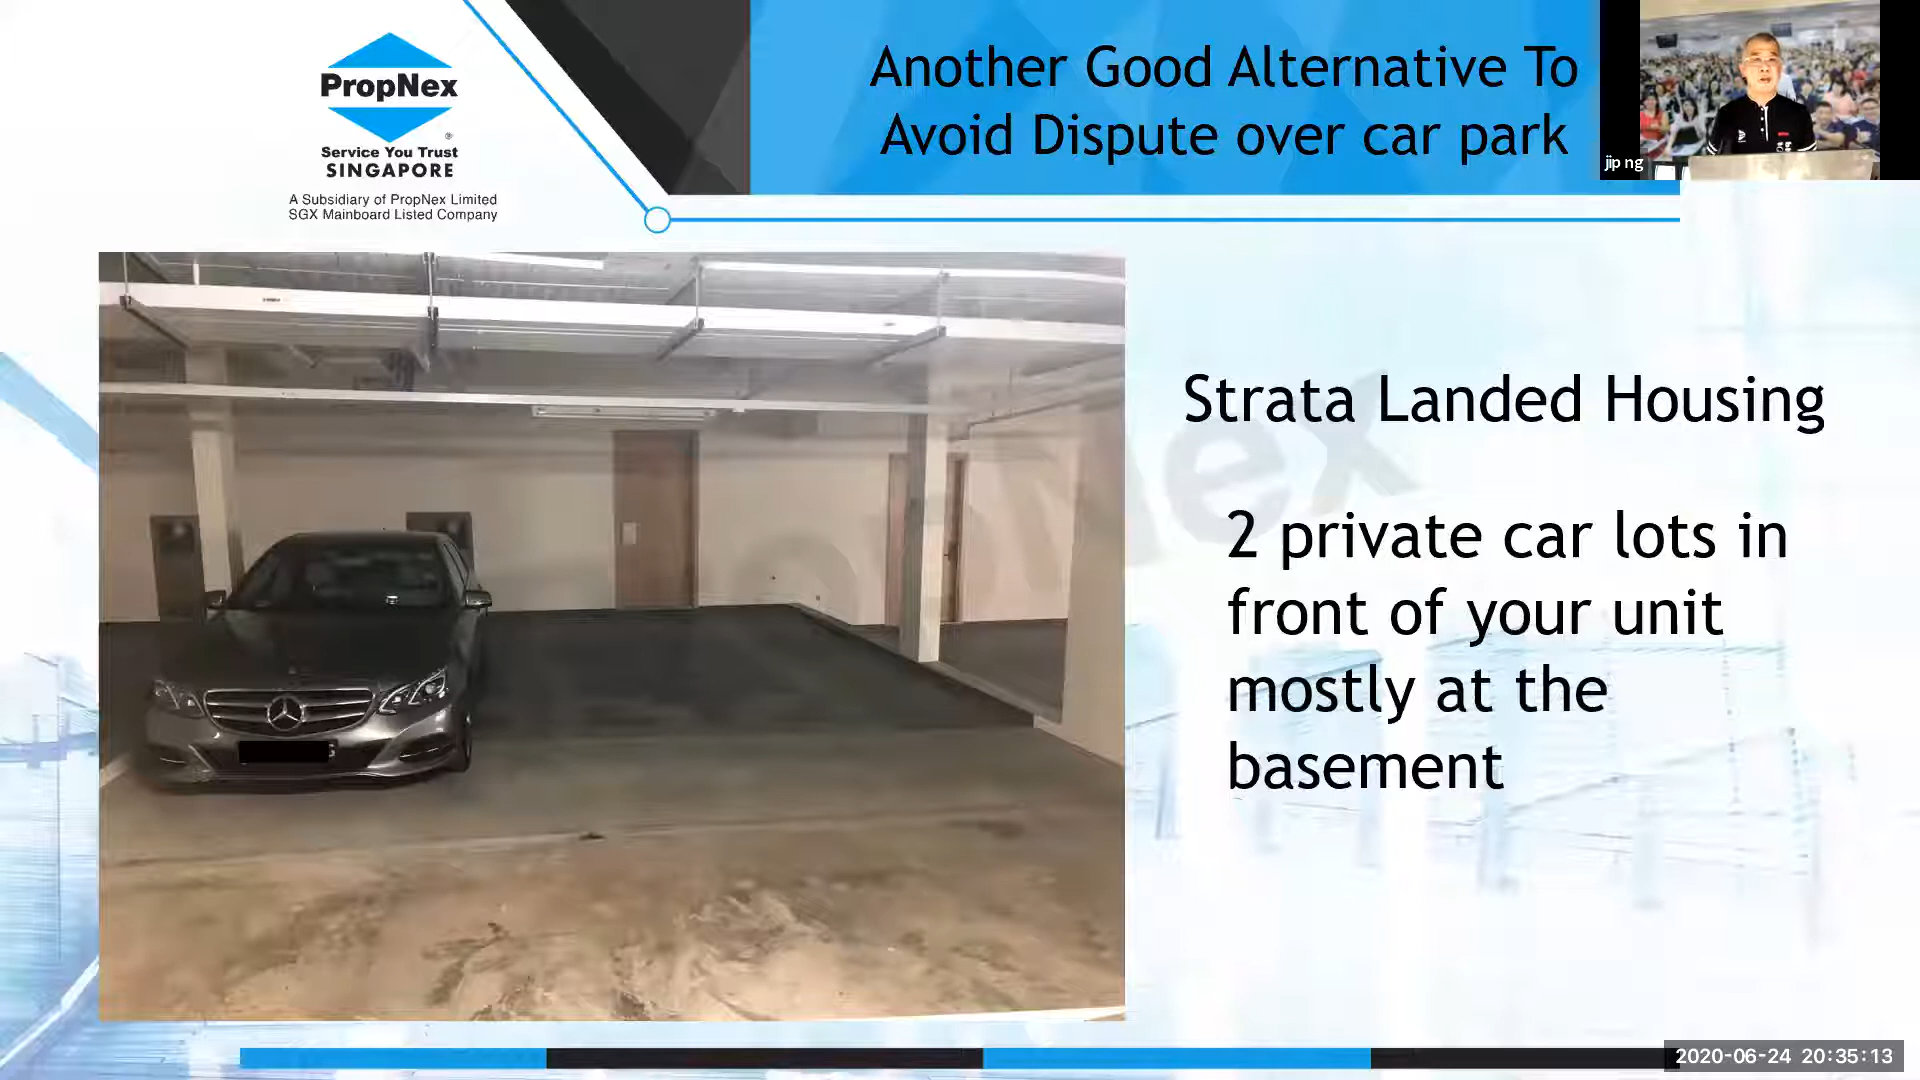 PropNex
®
Service You Trust
SINGAPORE
A Subsidiary of PropNex Limited
SGX Mainboard Listed Company
Another Good Alternative To
Avoid Dispute over car park
jip ng
Strata Landed Housing
2 private car lots in
front of your unit
mostly at the
basement
2020-06-24 20:35:13